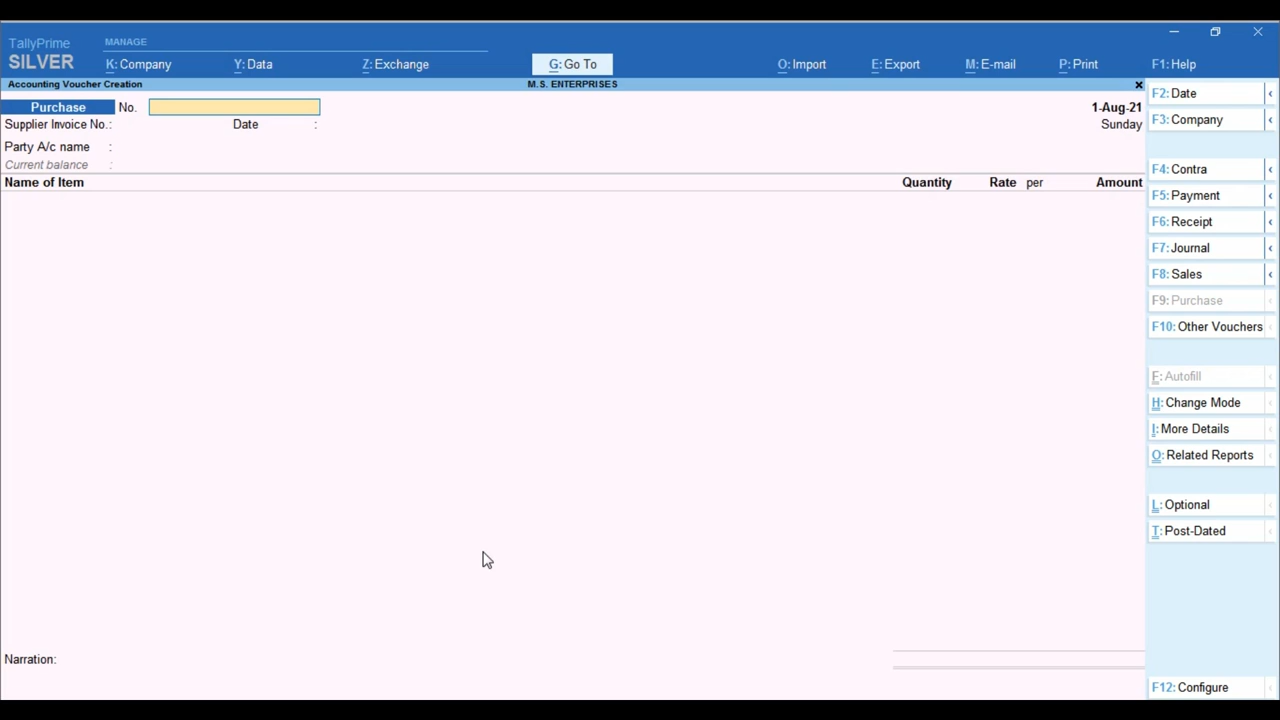 TallyPrime MANAGE
SILVER K: Company Y: Data Z: Exchange G: Go To O: Import E: Export M: E-mail P: Print F1: Help
Accounting Voucher Creation M.S. ENTERPRISES
Purchase No. 1-Aug-21
Supplier Invoice No.: Date : Sunday
Party A/c name :
Current balance :
Name of Item Quantity Rate per Amount
Narration:
F2: Date
F3: Company
F4: Contra
F5: Payment
F6: Receipt
F7: Journal
F8: Sales
F9: Purchase
F10: Other Vouchers
F: Autofill
H: Change Mode
I: More Details
O: Related Reports
L: Optional
T: Post-Dated
F12: Configure